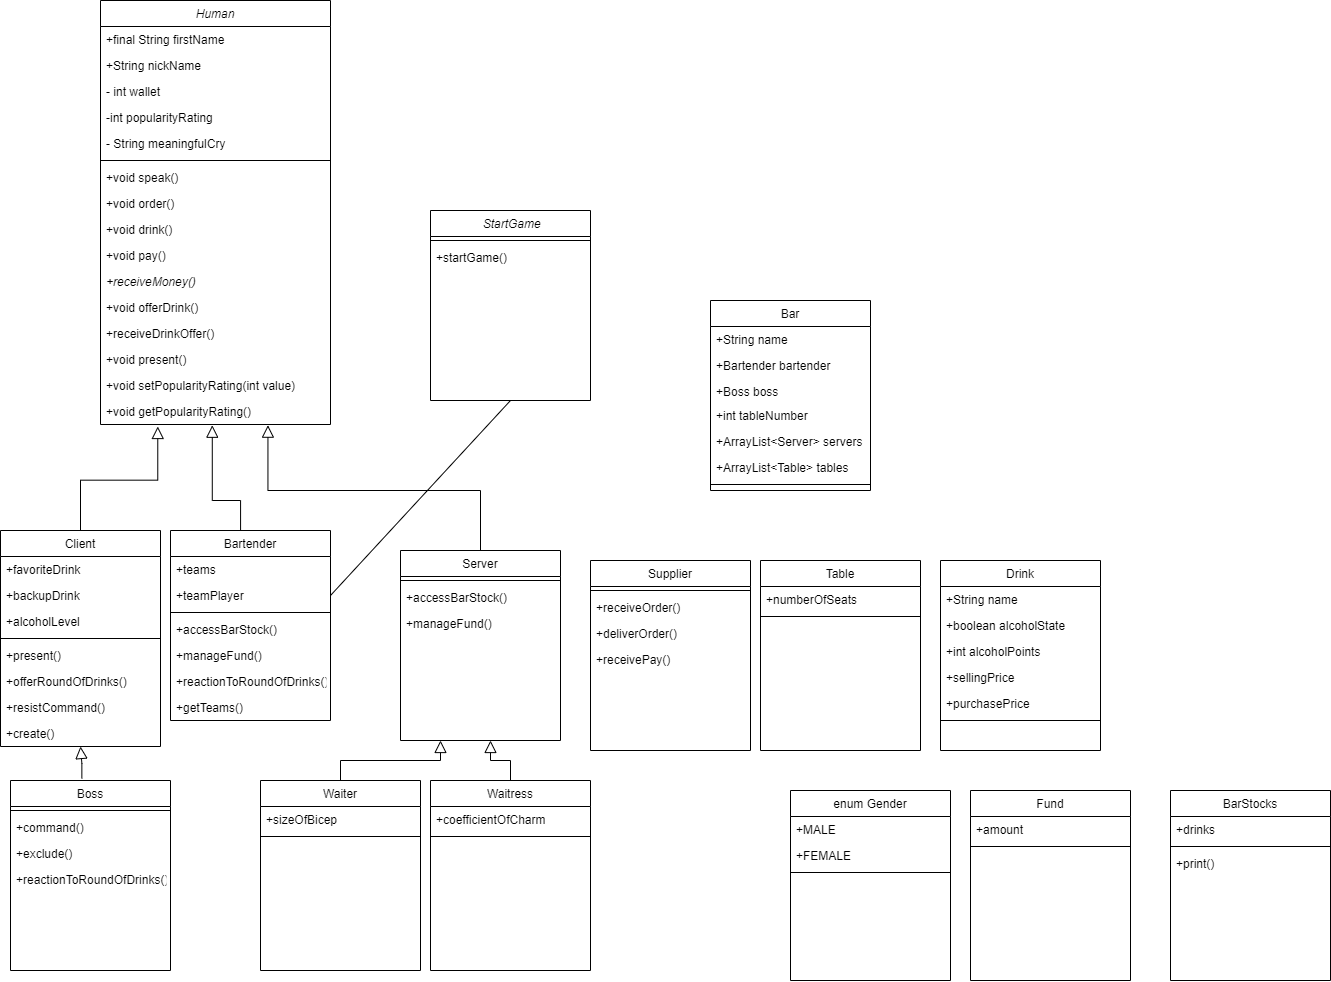 Human
+final String firstName
+String nickName
- int wallet
-int popularityRating
- String meaningfulCry
+void speak()
+void order()
+void drink()
+void pay()
+receiveMoney()
+void offerDrink()
+receiveDrinkOffer()
+void present()
+void setPopularityRating(int value)
+void getPopularityRating()
StartGame
+startGame()
Bar
+String name
+Bartender bartender
+Boss boss
+int tableNumber
+ArrayList<Server> servers
+ArrayList<Table> tables
Client
+favoriteDrink
+backupDrink
+alcoholLevel
+present()
+offerRoundOfDrinks()
+resistCommand()
+create()
Bartender
+teams
+teamPlayer
+accessBarStock()
+manageFund()
+reactionToRoundOfDrinks()
+getTeams()
Server
+accessBarStock()
+manageFund()
Supplier
+receiveOrder()
+deliverOrder()
+receivePay()
Table
+numberOfSeats
Drink
+String name
+boolean alcoholState
+int alcoholPoints
+sellingPrice
+purchasePrice
Boss
+command()
+exclude()
+reactionToRoundOfDrinks()
Waiter
+sizeOfBicep
Waitress
+coefficientOfCharm
enum Gender
+MALE
+FEMALE
Fund
+amount
BarStocks
+drinks
+print()